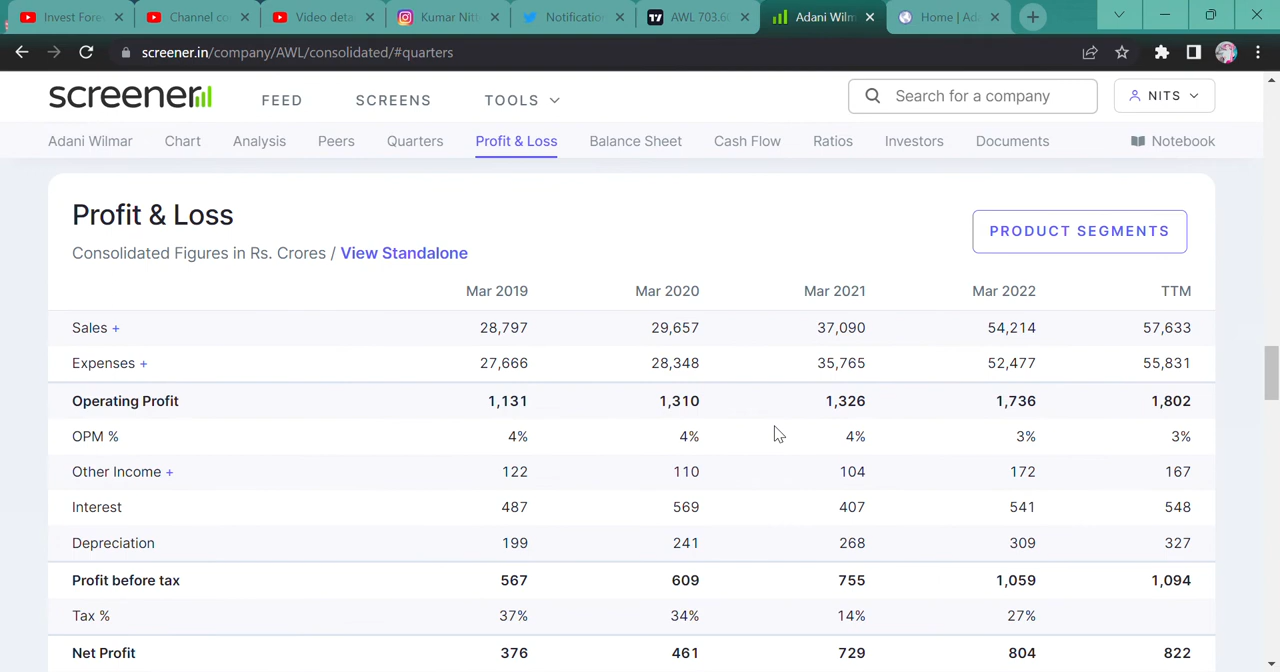 Invest Fore
Channel co
Video deta
Kumar Nitt
Notification
AWL 703.60
Adani Wilm
Home | Ad
screener.in/company/AWL/consolidated/#quarters
screener
FEED
SCREENS
TOOLS
Search for a company
NITS
Adani Wilmar
Chart
Analysis
Peers
Quarters
Profit & Loss
Balance Sheet
Cash Flow
Ratios
Investors
Documents
Notebook
Profit & Loss
PRODUCT SEGMENTS
Consolidated Figures in Rs. Crores / View Standalone
Mar 2019 Mar 2020 Mar 2021 Mar 2022 TTM
Sales + 28,797 29,657 37,090 54,214 57,633
Expenses + 27,666 28,348 35,765 52,477 55,831
Operating Profit 1,131 1,310 1,326 1,736 1,802
OPM % 4% 4% 4% 3% 3%
Other Income + 122 110 104 172 167
Interest 487 569 407 541 548
Depreciation 199 241 268 309 327
Profit before tax 567 609 755 1,059 1,094
Tax % 37% 34% 14% 27%
Net Profit 376 461 729 804 822